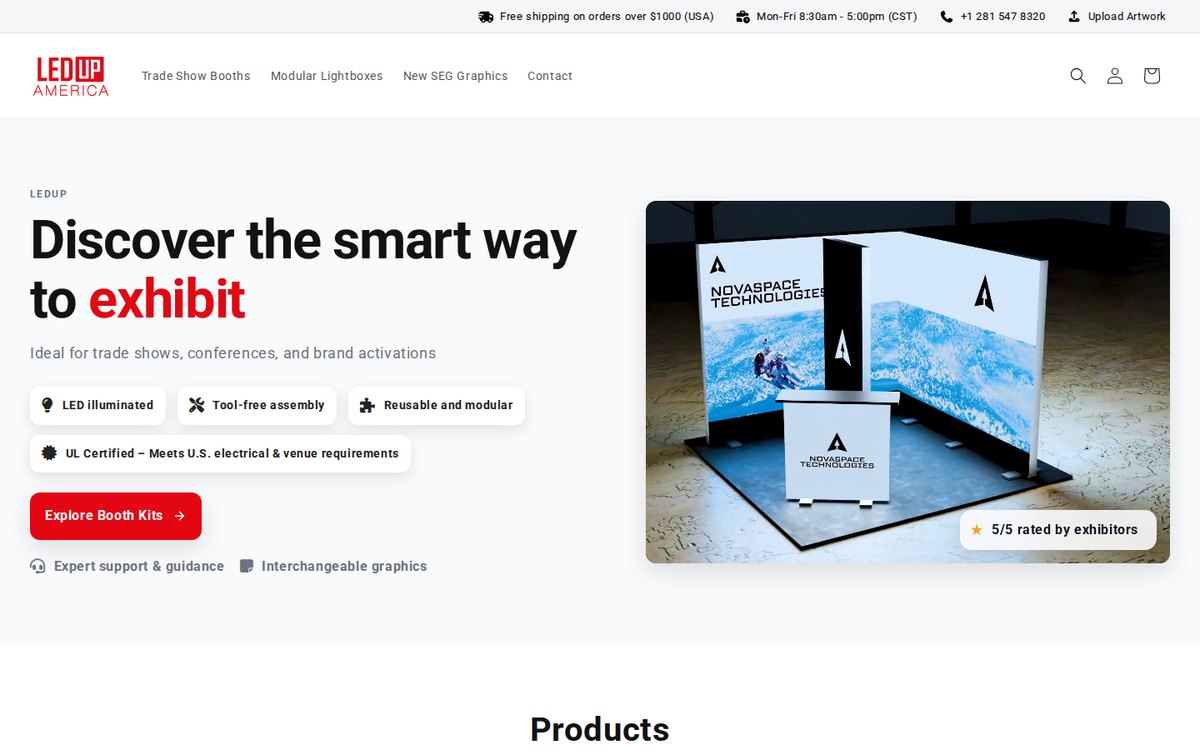 Free shipping on orders over $1000 (USA)
Mon-Fri 8:30am - 5:00pm (CST)
+1 281 547 8320
Upload Artwork
LEDUP
AMERICA
Trade Show Booths
Modular Lightboxes
New SEG Graphics
Contact
LEDUP
Discover the smart way
to exhibit
Ideal for trade shows, conferences, and brand activations
LED illuminated
Tool-free assembly
Reusable and modular
UL Certified – Meets U.S. electrical & venue requirements
Explore Booth Kits →
Expert support & guidance
Interchangeable graphics
NOVASPACE
TECHNOLOGIES
NOVASPACE
TECHNOLOGIES
★ 5/5 rated by exhibitors
Products